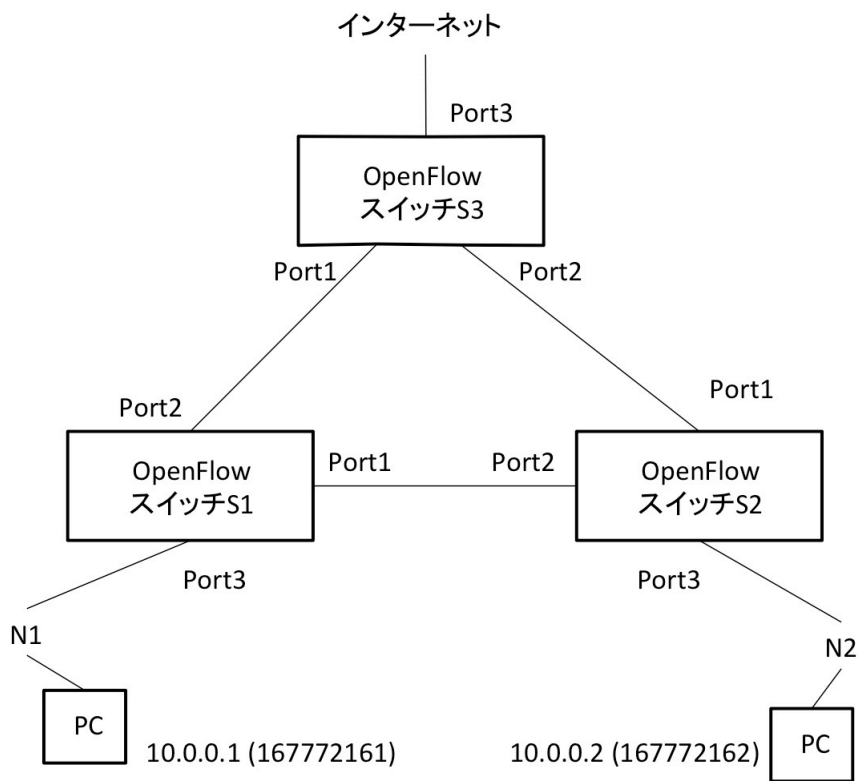 インターネット
Port3
OpenFlow
スイッチS3
Port1
Port2
Port2
Port1
OpenFlow
スイッチS1
Port1
Port2
OpenFlow
スイッチS2
Port3
Port3
N1
N2
PC
10.0.0.1 (167772161)
10.0.0.2 (167772162)
PC